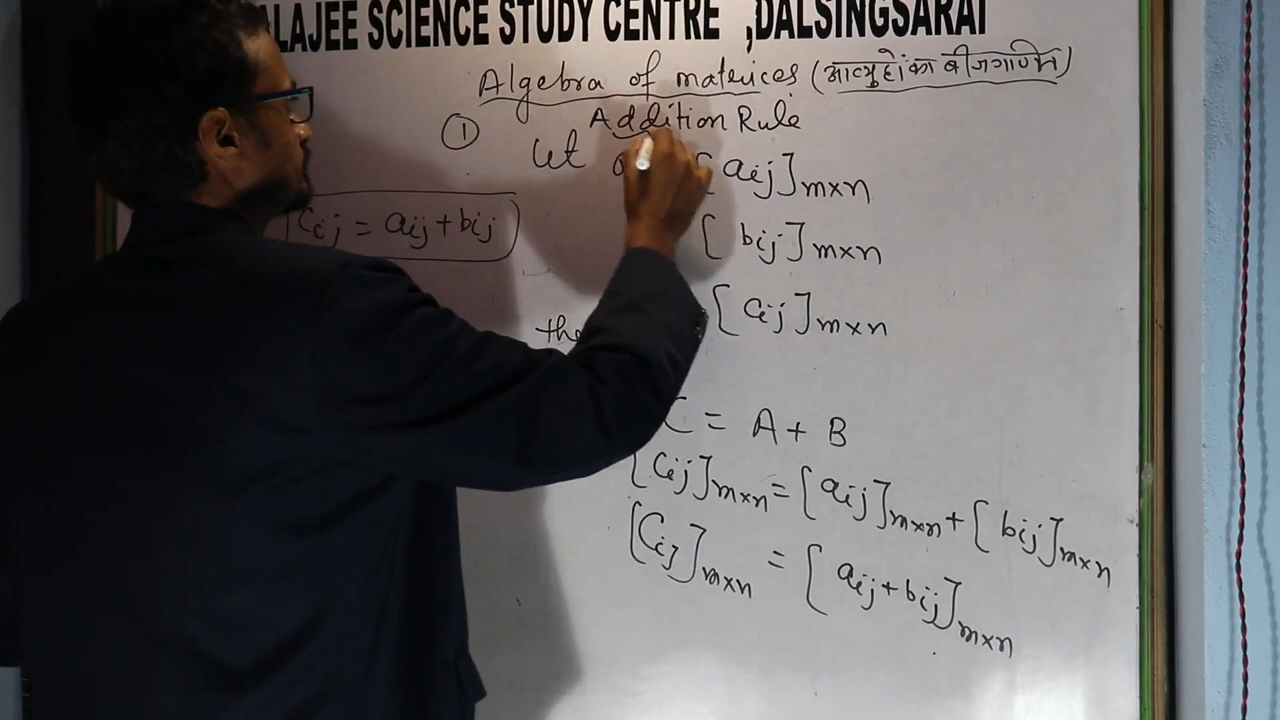 ALAJEE SCIENCE STUDY CENTRE ,DALSINGSARAI
Algebra of matrices (आव्यूहों का बीजगणित)
① Addition Rule
Let [aij]m×n
Cij = aij + bij
[bij]m×n
the [Cij]m×n
C = A + B
[Cij]m×n = [aij]m×n + [bij]m×n
[Cij]m×n = [aij + bij]m×n